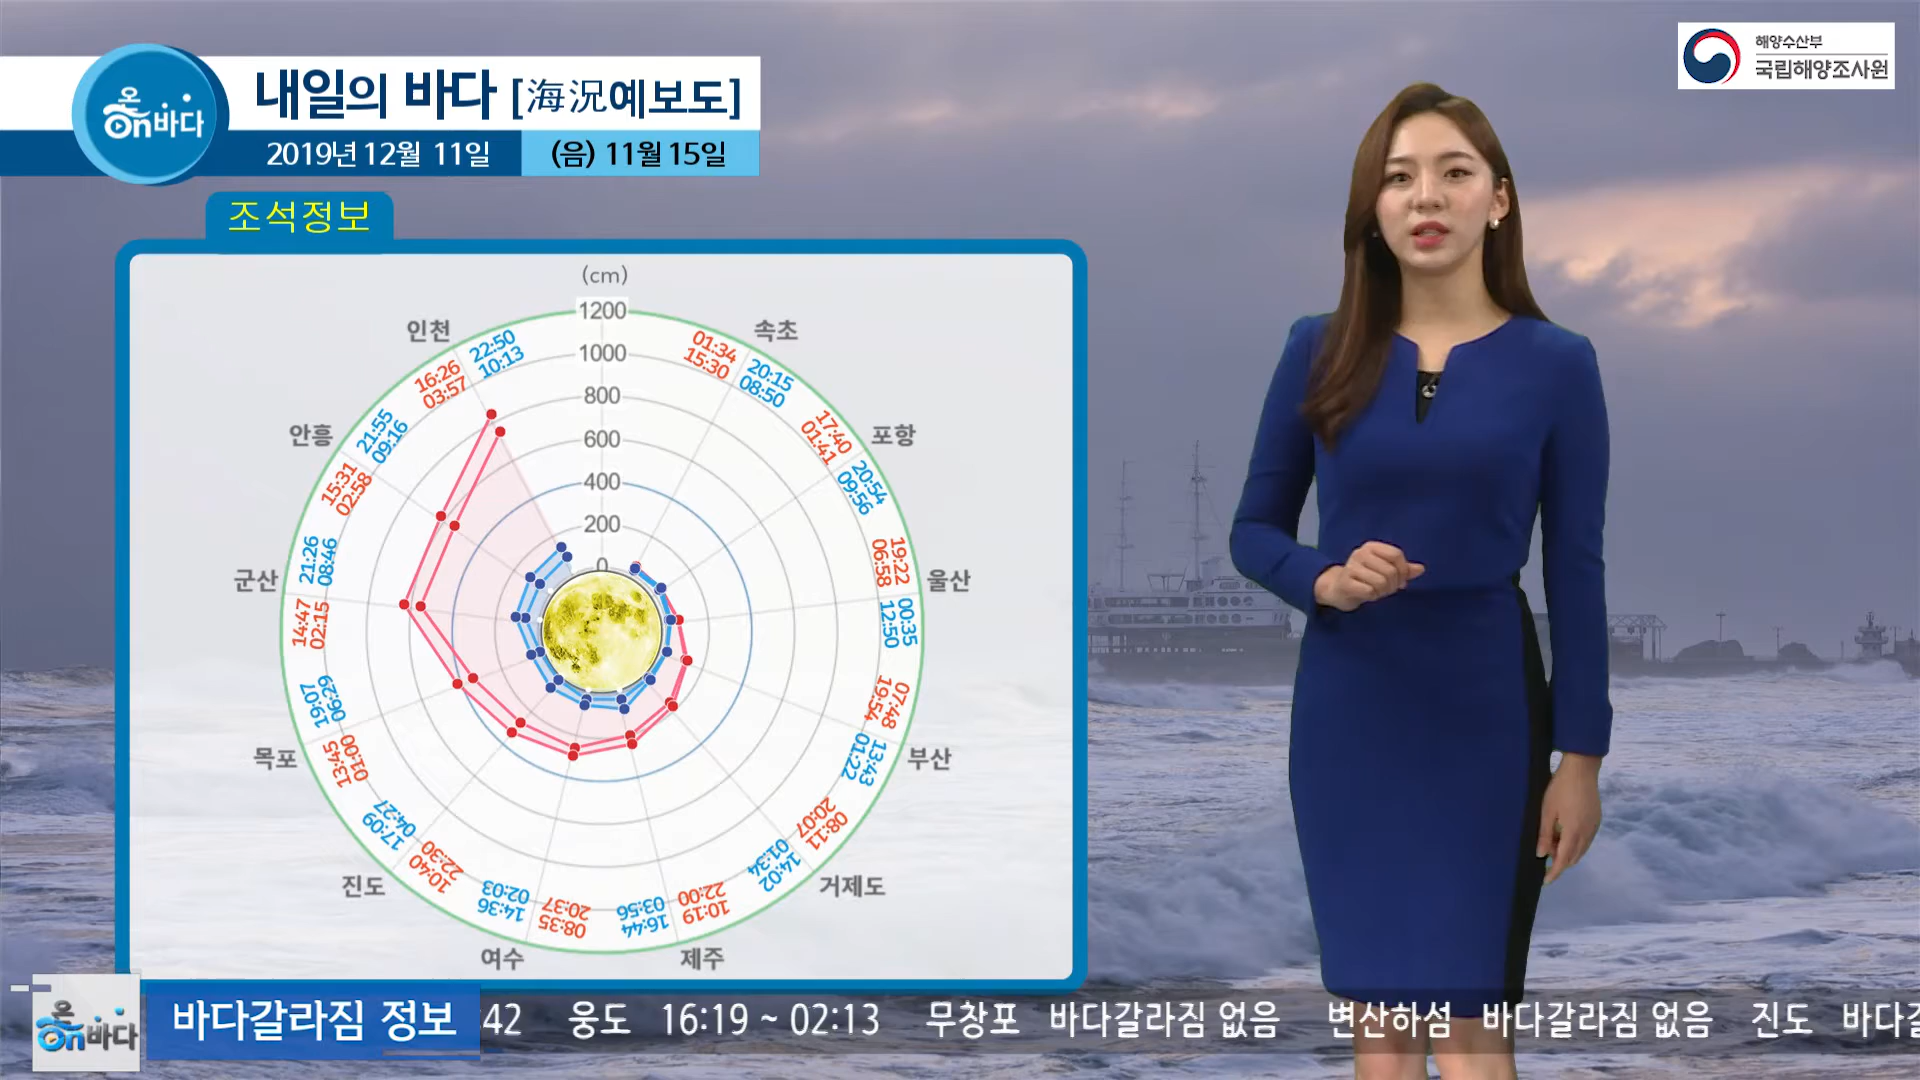 온
on바다
내일의 바다 [海況예보도]
2019년 12월 11일
(음) 11월 15일
해양수산부
국립해양조사원
조석정보
(cm)
1200
1000
800
600
400
200
0
속초
01:34
15:30
20:15
08:50
포항
17:40
01:41
20:54
09:56
울산
19:22
06:58
00:35
12:50
부산
07:48
19:54
13:43
01:22
거제도
20:07
08:11
01:34
14:02
제주
22:00
10:19
03:56
16:44
여수
20:37
08:35
02:03
14:36
진도
22:30
10:40
04:27
17:09
목포
01:00
13:45
06:29
19:07
군산
14:47
02:15
21:26
08:46
안흥
15:31
02:58
21:55
09:16
인천
16:26
03:57
22:50
10:13
온
on바다
바다갈라짐 정보
:42 웅도 16:19 ~ 02:13 무창포 바다갈라짐 없음 변산하섬 바다갈라짐 없음 진도 바다갈